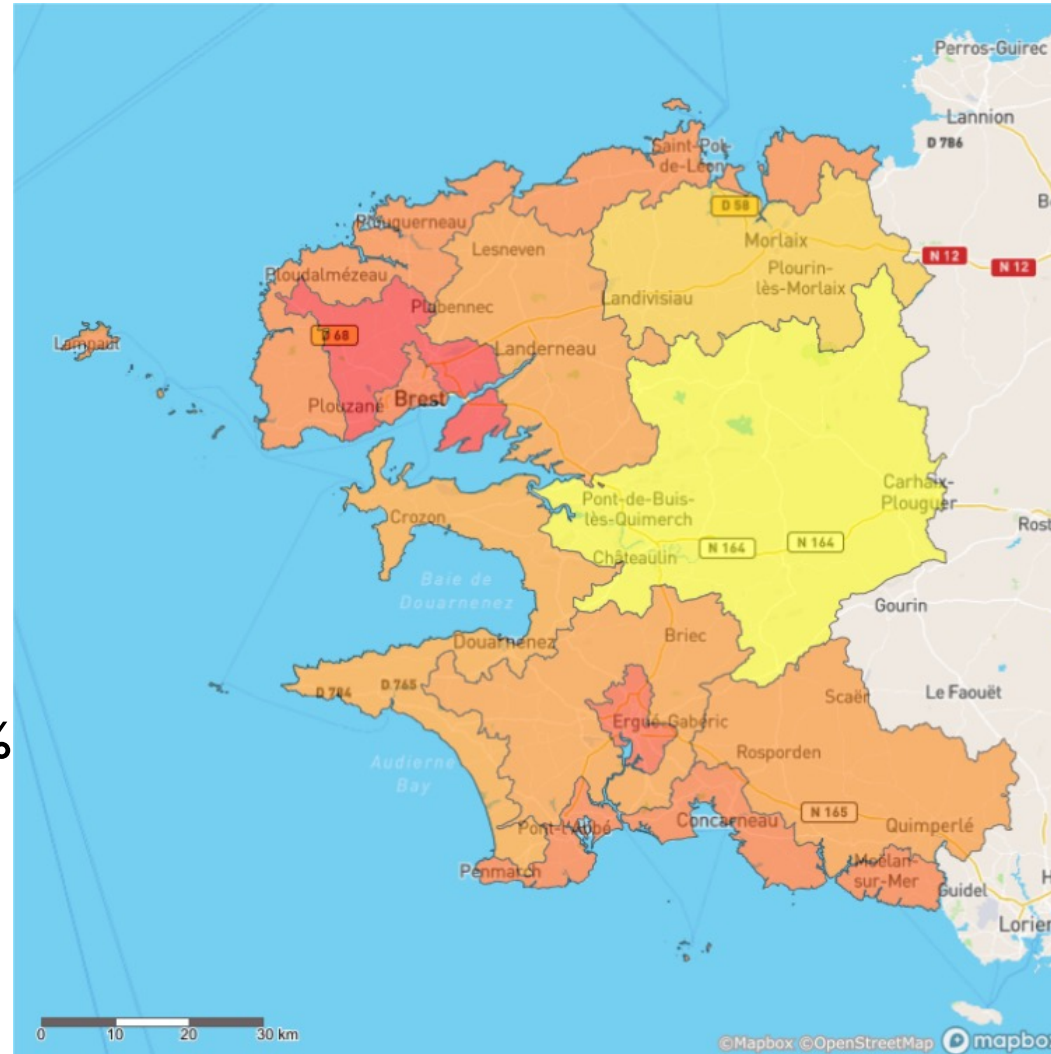 Perros-Guirec
Lannion
D 786
Saint-Pol-
de-Léon
D 58
Plouguerneau
Lesneven
Morlaix
N 12
N 12
Ploudalmézeau
Plourin-
lès-Morlaix
Plabennec
Landivisiau
D 68
Lampaul
Landerneau
Plouzané
Brest
Carhaix-
Plouguer
Pont-de-Buis-
lès-Quimerch
Crozon
Rost
N 164
N 164
Châteaulin
Baie de
Douarnenez
Gourin
Briec
Douarnenez
D 784
D 765
Scaër
Le Faouët
Ergué-Gabéric
%
Rosporden
Audierne
Bay
N 165
Concarneau
Quimperlé
Pont-l'Abbé
Penmarch
Moëlan-
sur-Mer
Guidel
H
Lorien
0 10 20 30 km
©Mapbox ©OpenStreetMap mapbox